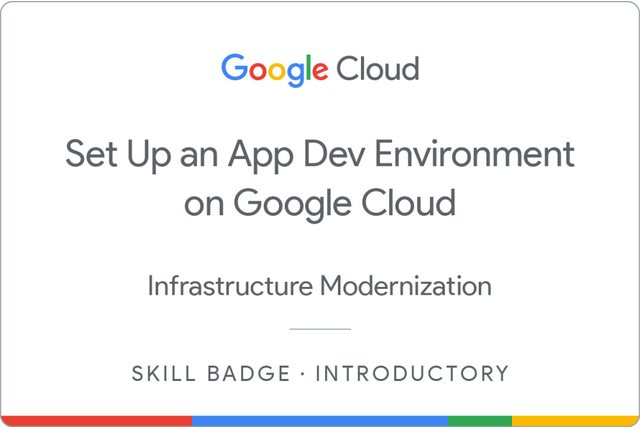 Google Cloud
Set Up an App Dev Environment
on Google Cloud
Infrastructure Modernization
SKILL BADGE · INTRODUCTORY